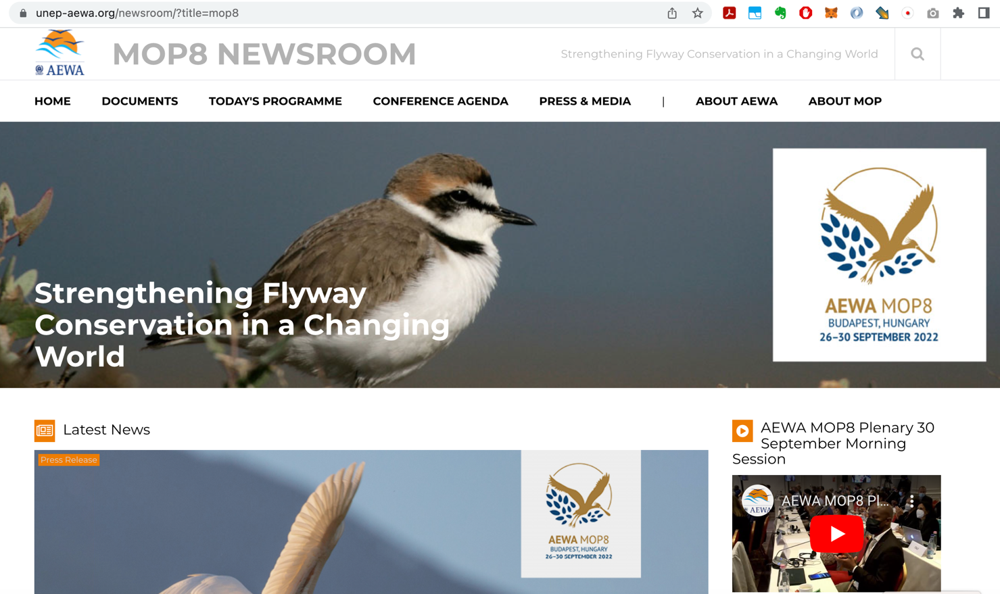 unep-aewa.org/newsroom/?title=mop8
AEWA
MOP8 NEWSROOM
Strengthening Flyway Conservation in a Changing World
HOME
DOCUMENTS
TODAY'S PROGRAMME
CONFERENCE AGENDA
PRESS & MEDIA
|
ABOUT AEWA
ABOUT MOP
Strengthening Flyway
Conservation in a Changing
World
AEWA MOP8
BUDAPEST, HUNGARY
26-30 SEPTEMBER 2022
Latest News
Press Release
AEWA MOP8
BUDAPEST, HUNGARY
26-30 SEPTEMBER 2022
AEWA MOP8 Plenary 30
September Morning
Session
AEWA
AEWA MOP8 Pl...